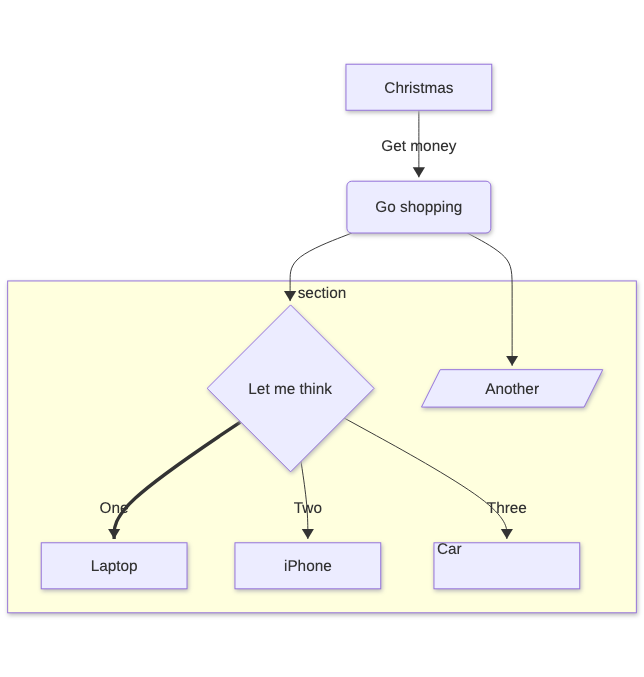 Christmas
Get money
Go shopping
section
Let me think
Another
One
Two
Three
Laptop
iPhone
Car